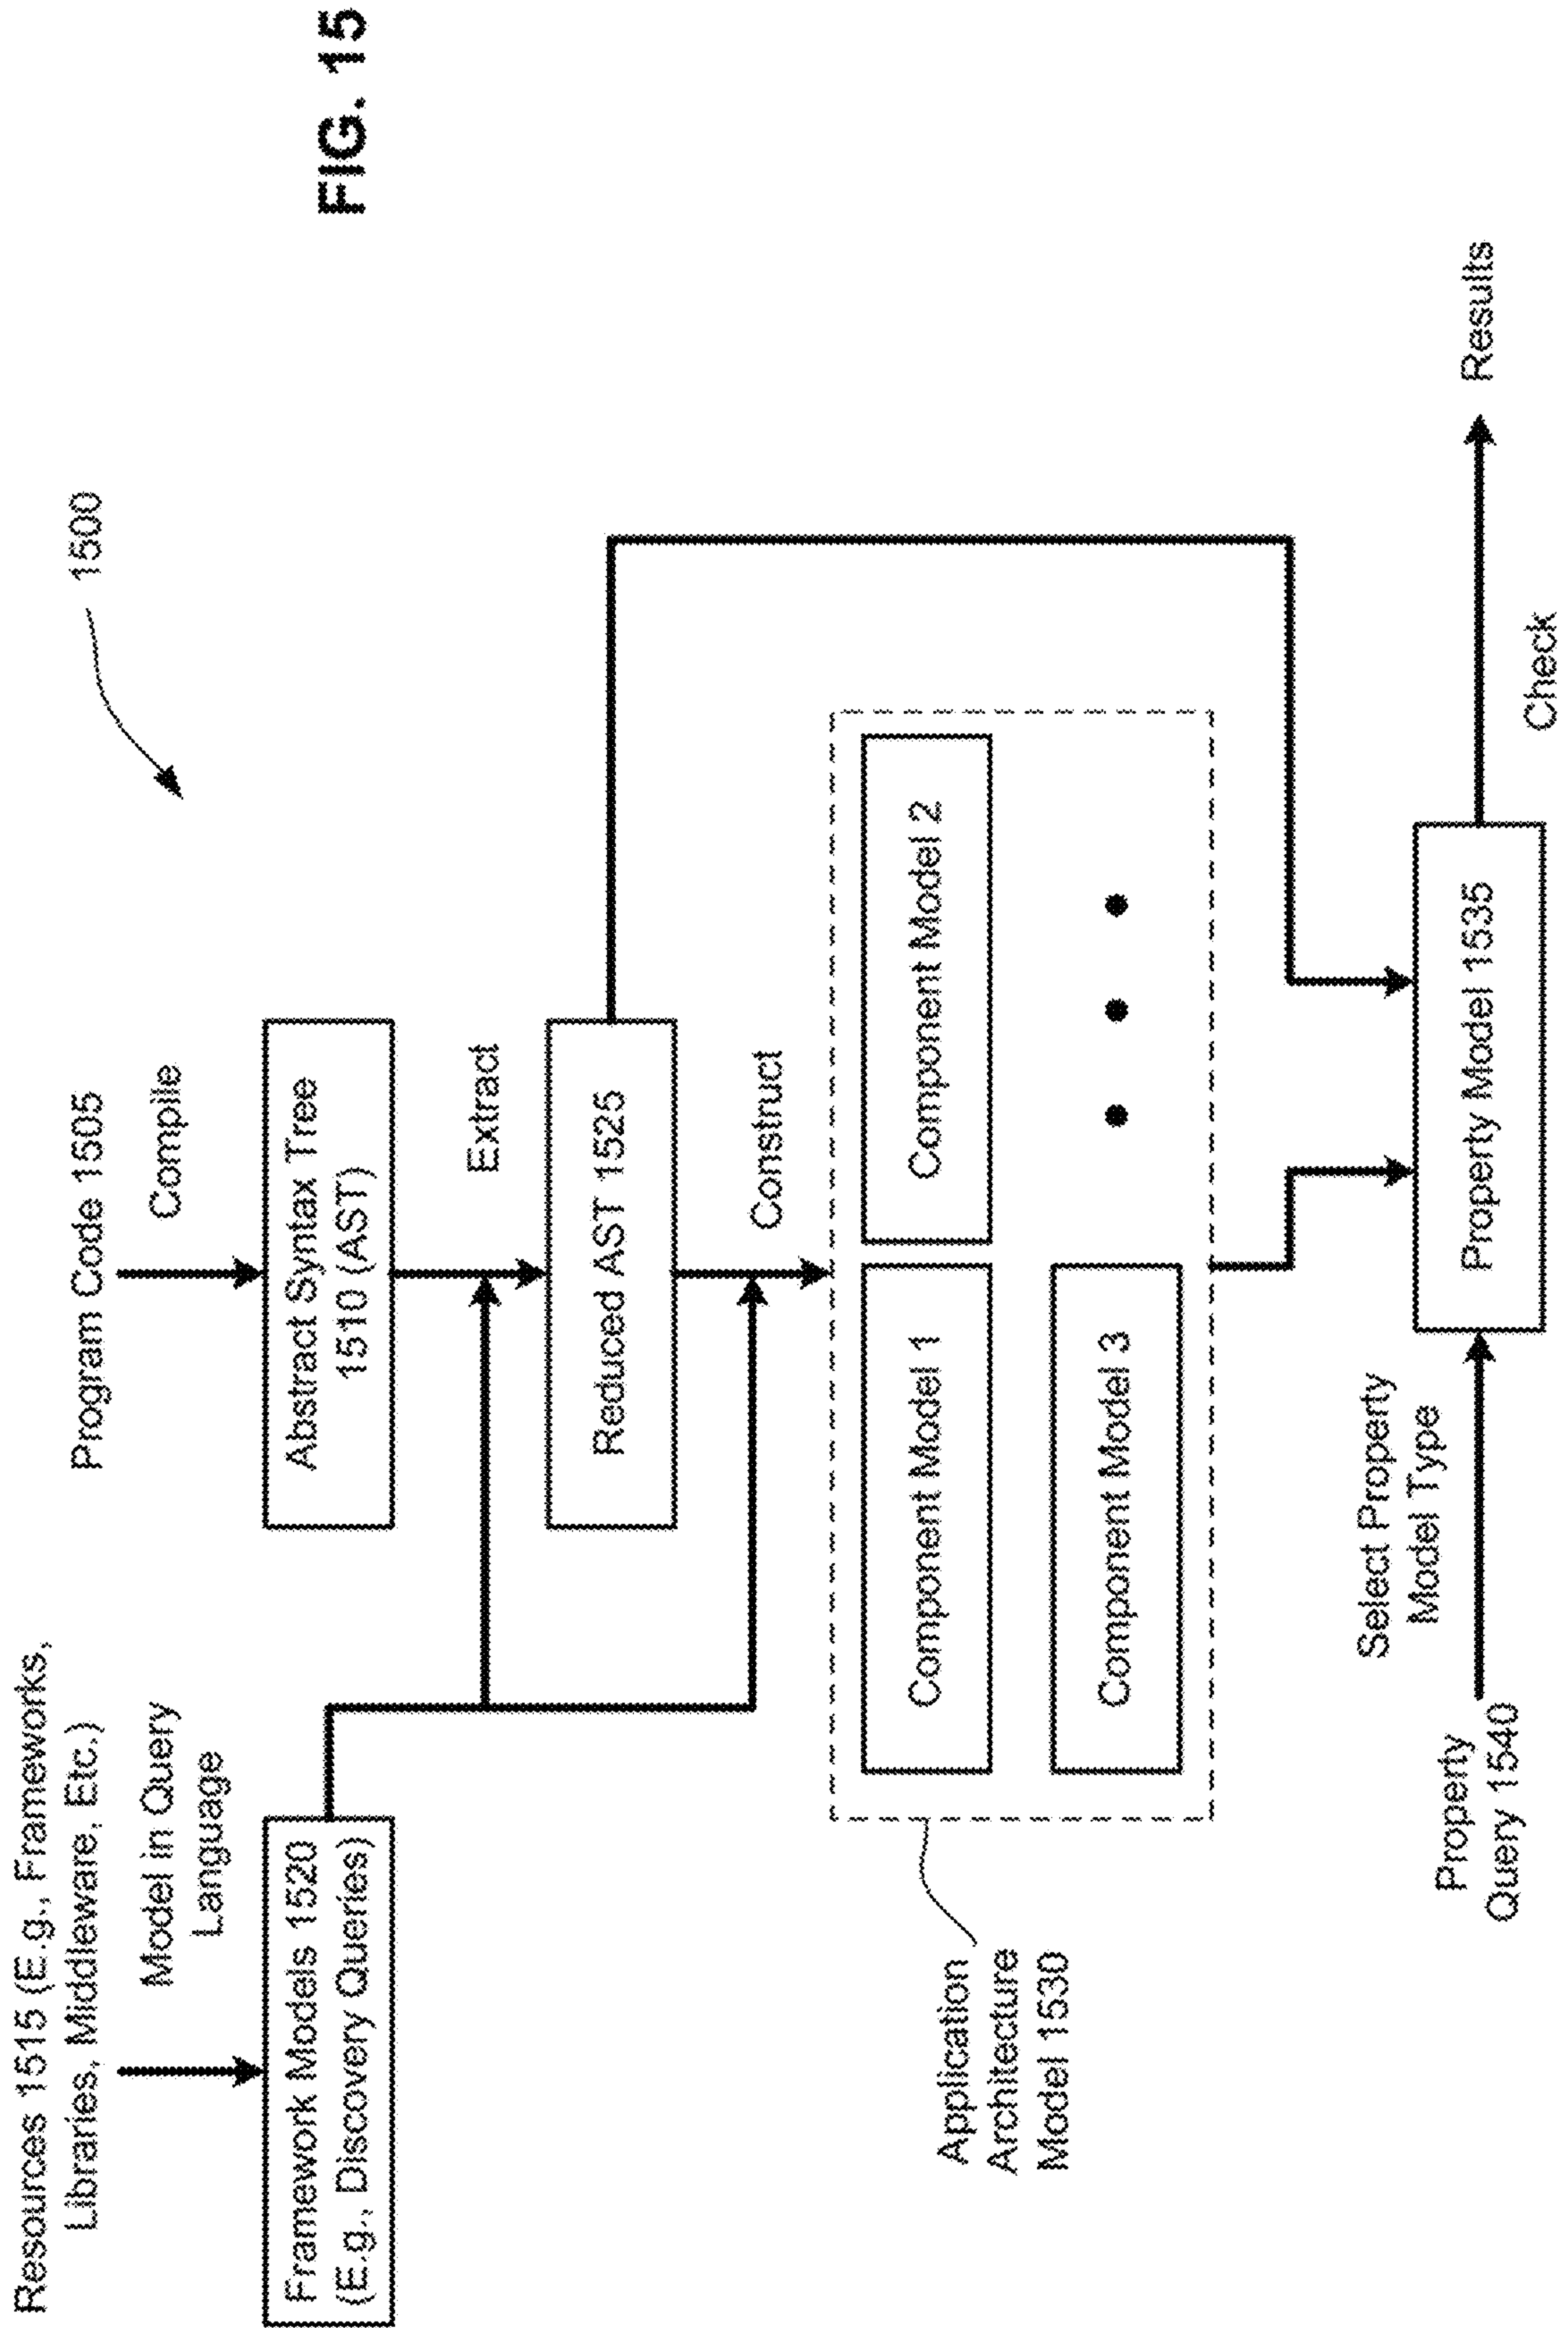 Resources 1515 (E.g., Frameworks,
Libraries, Middleware, Etc.)
Model in Query
Language
Framework Models 1520
(E.g., Discovery Queries)
Program Code 1505
Compile
Abstract Syntax Tree
1510 (AST)
Extract
Reduced AST 1525
Construct
1500
Application
Architecture
Model 1530
Component Model 1
Component Model 2
Component Model 3
Property
Query 1540
Select Property
Model Type
Property Model 1535
Check
Results
FIG. 15